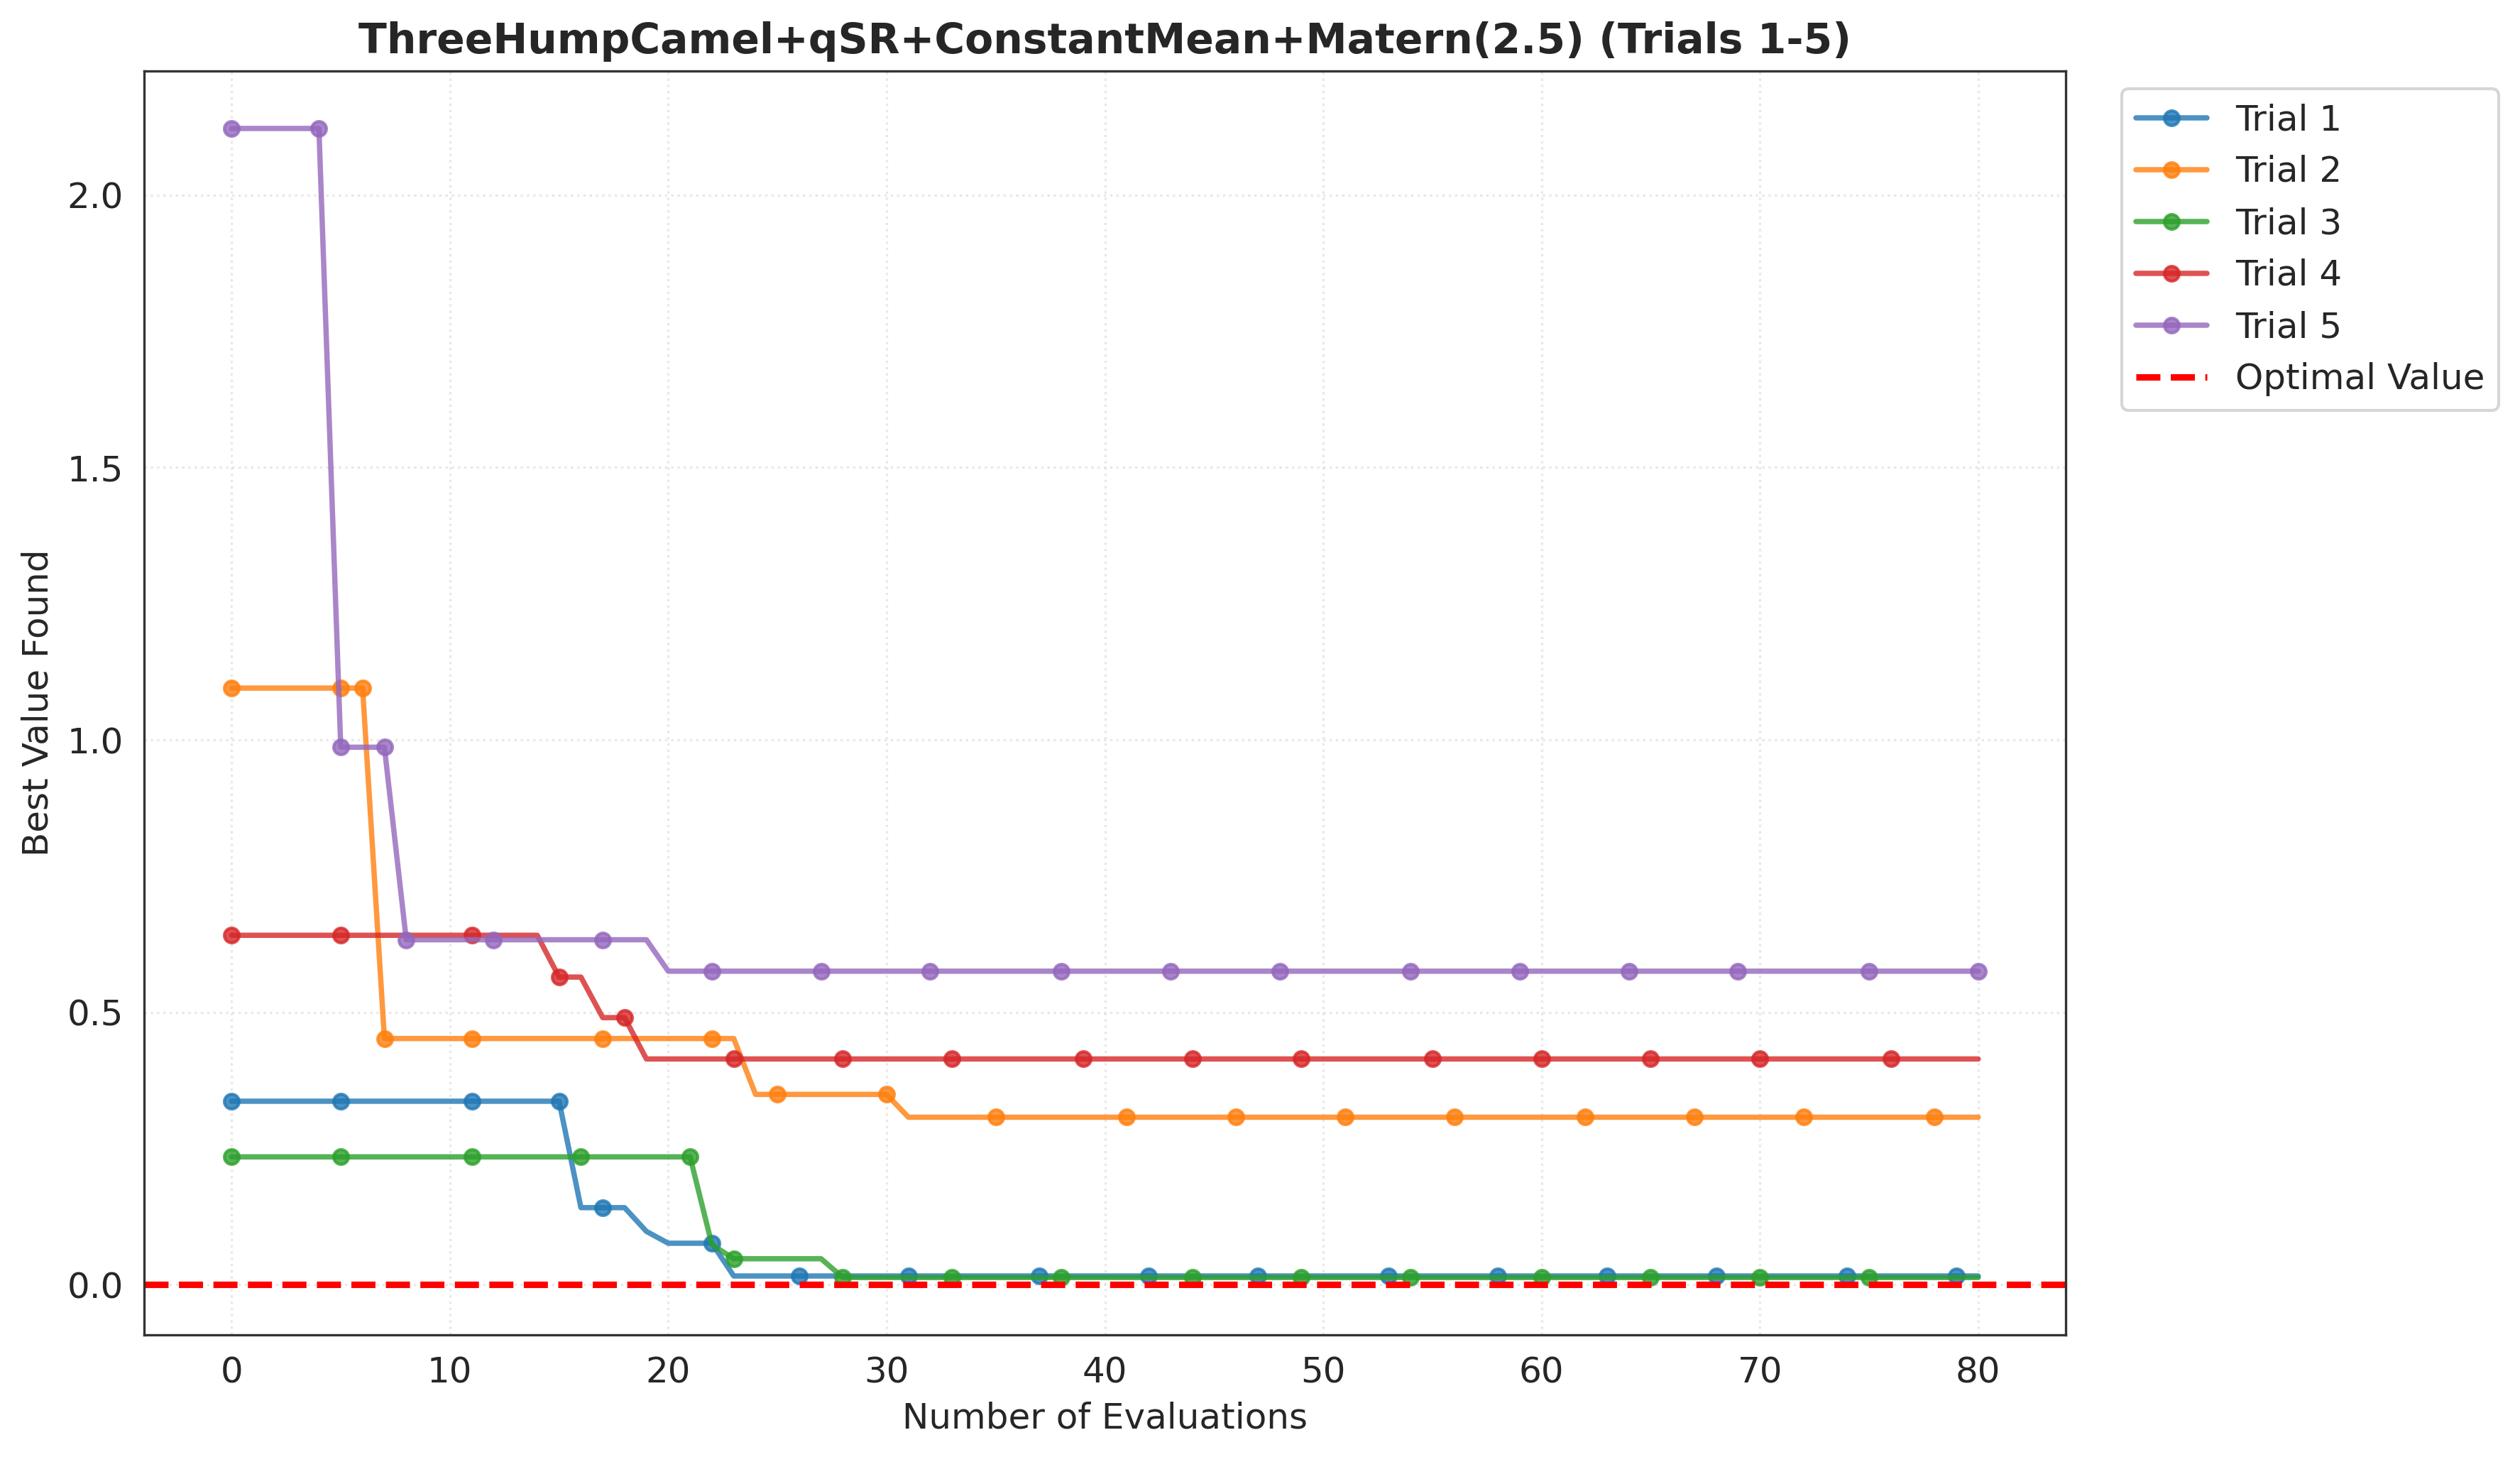 ThreeHumpCamel+qSR+ConstantMean+Matern(2.5) (Trials 1-5)
Trial 1
Trial 2
Trial 3
Trial 4
Trial 5
Optimal Value
Best Value Found
2.0
1.5
1.0
0.5
0.0
0 10 20 30 40 50 60 70 80
Number of Evaluations